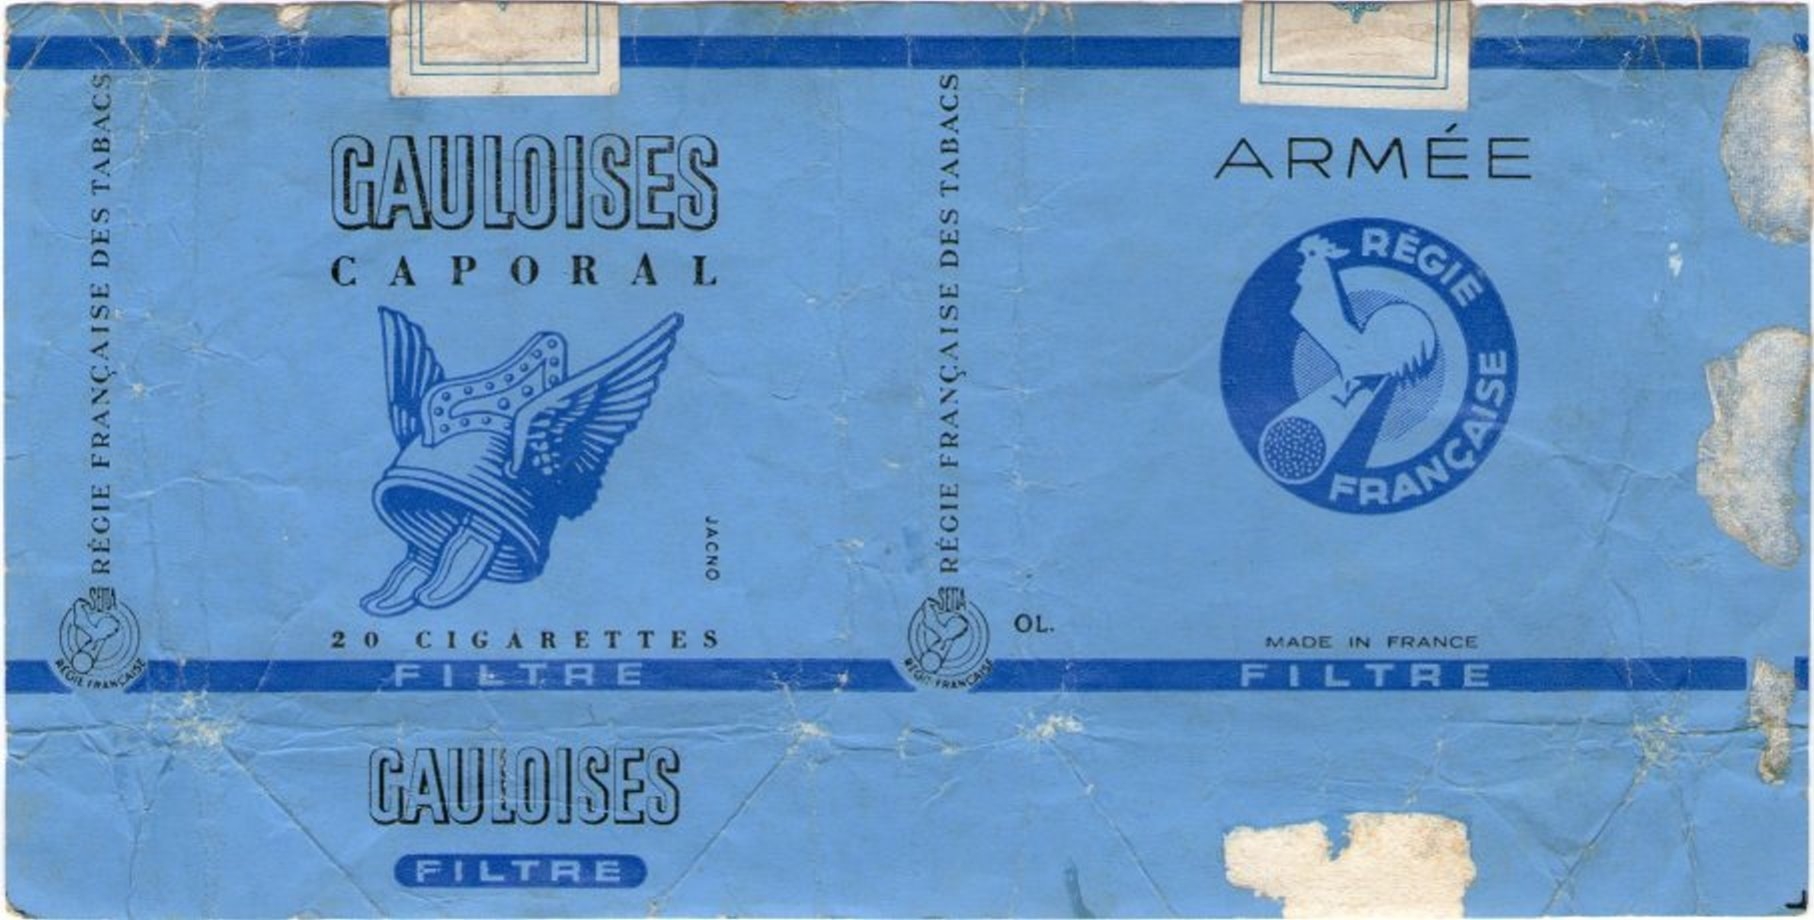 RÉGIE FRANÇAISE DES TABACS
SEITA
RÉGIE FRANÇAISE
GAULOISES
CAPORAL
JACNO
20 CIGARETTES
FILTRE
GAULOISES
FILTRE
RÉGIE FRANÇAISE DES TABACS
SEITA
RÉGIE FRANÇAISE
OL.
ARMÉE
RÉGIE
FRANÇAISE
MADE IN FRANCE
FILTRE